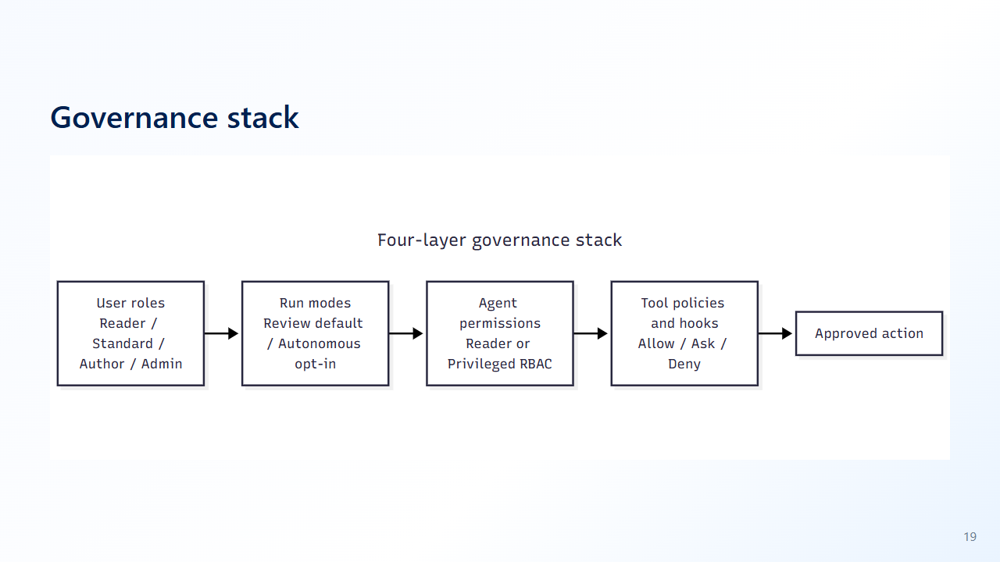 Governance stack
Four-layer governance stack
User roles
Reader /
Standard /
Author / Admin
Run modes
Review default
/ Autonomous
opt-in
Agent
permissions
Reader or
Privileged RBAC
Tool policies
and hooks
Allow / Ask /
Deny
Approved action
19